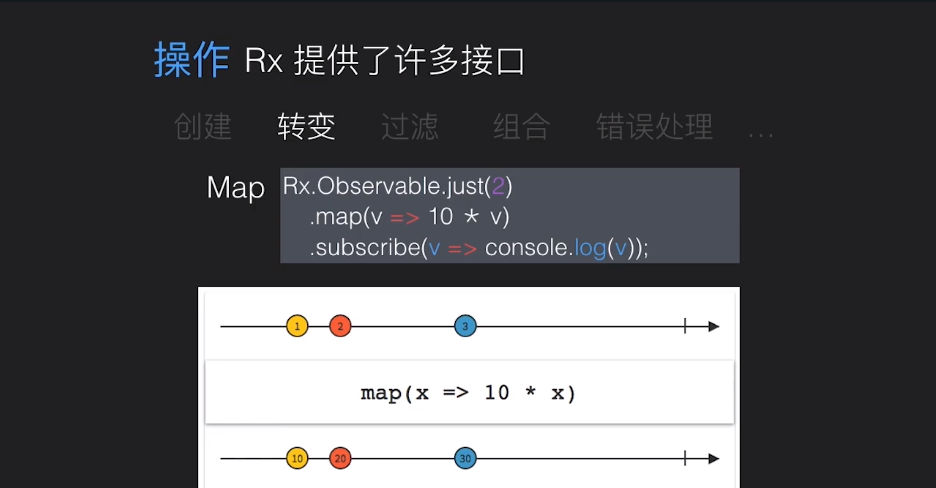 操作 Rx 提供了许多接口
创建 转变 过滤 组合 错误处理 ...
Map Rx.Observable.just(2)
.map(v => 10 * v)
.subscribe(v => console.log(v));
1 2 3
map(x => 10 * x)
10 20 30